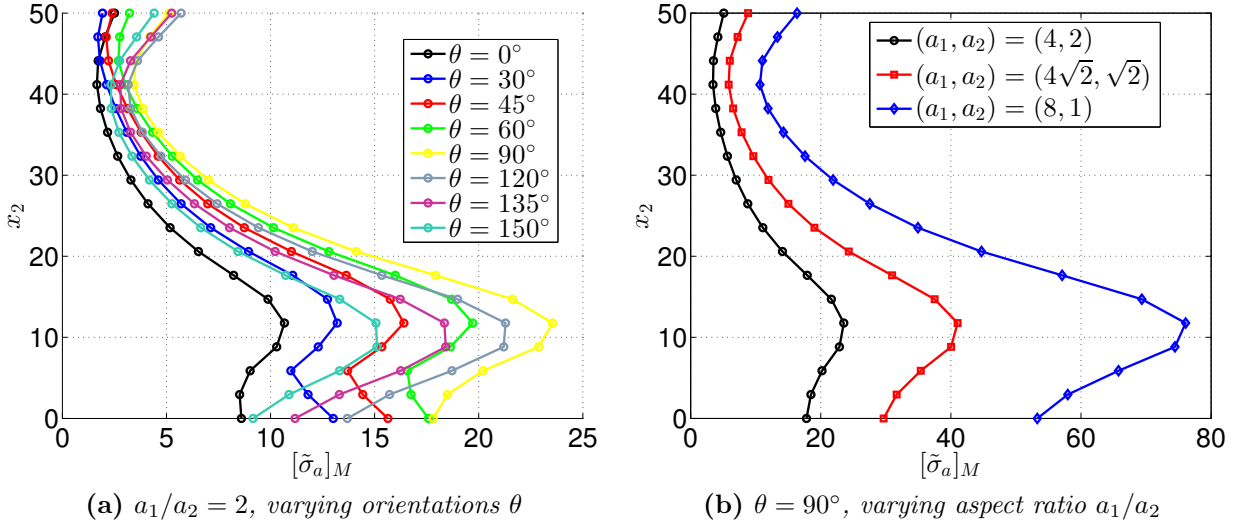 50
40
30
20
10
0
x₂
0 5 10 15 20 25
[σ̃ₐ]_M
θ = 0°
θ = 30°
θ = 45°
θ = 60°
θ = 90°
θ = 120°
θ = 135°
θ = 150°
(a) a₁/a₂ = 2, varying orientations θ
50
40
30
20
10
0
x₂
0 20 40 60 80
[σ̃ₐ]_M
(a₁, a₂) = (4, 2)
(a₁, a₂) = (4√2, √2)
(a₁, a₂) = (8, 1)
(b) θ = 90°, varying aspect ratio a₁/a₂